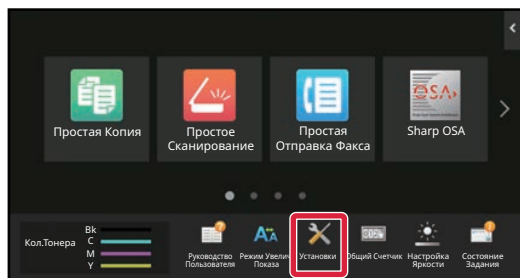 Простая Копия
Простое
Сканирование
Простая
Отправка Факса
OSA
Sharp OSA
Кол.Тонера
Bk
C
M
Y
Руководство
Пользователя
Режим Увелич
Показа
Установки
Общий Счетчик
Настройка
Яркости
Состояние
Задания